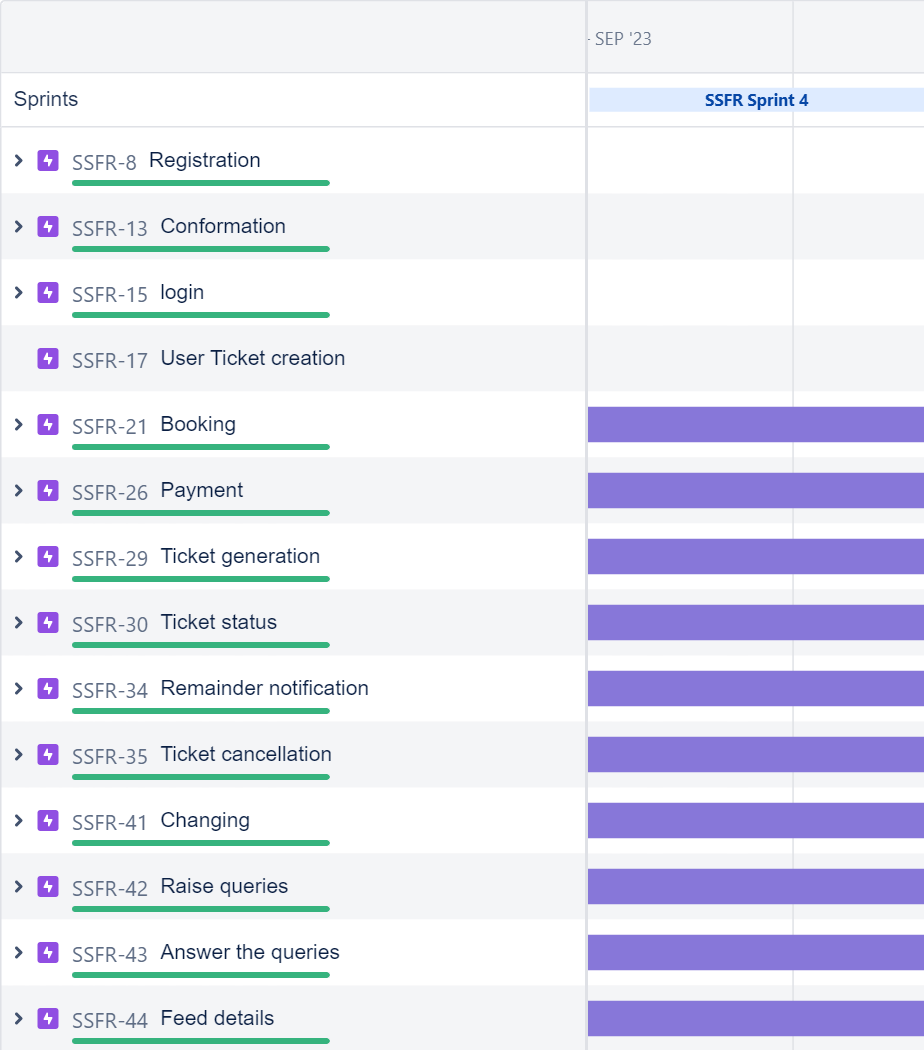 - SEP '23
Sprints
SSFR Sprint 4
SSFR-8 Registration
SSFR-13 Conformation
SSFR-15 login
SSFR-17 User Ticket creation
SSFR-21 Booking
SSFR-26 Payment
SSFR-29 Ticket generation
SSFR-30 Ticket status
SSFR-34 Remainder notification
SSFR-35 Ticket cancellation
SSFR-41 Changing
SSFR-42 Raise queries
SSFR-43 Answer the queries
SSFR-44 Feed details